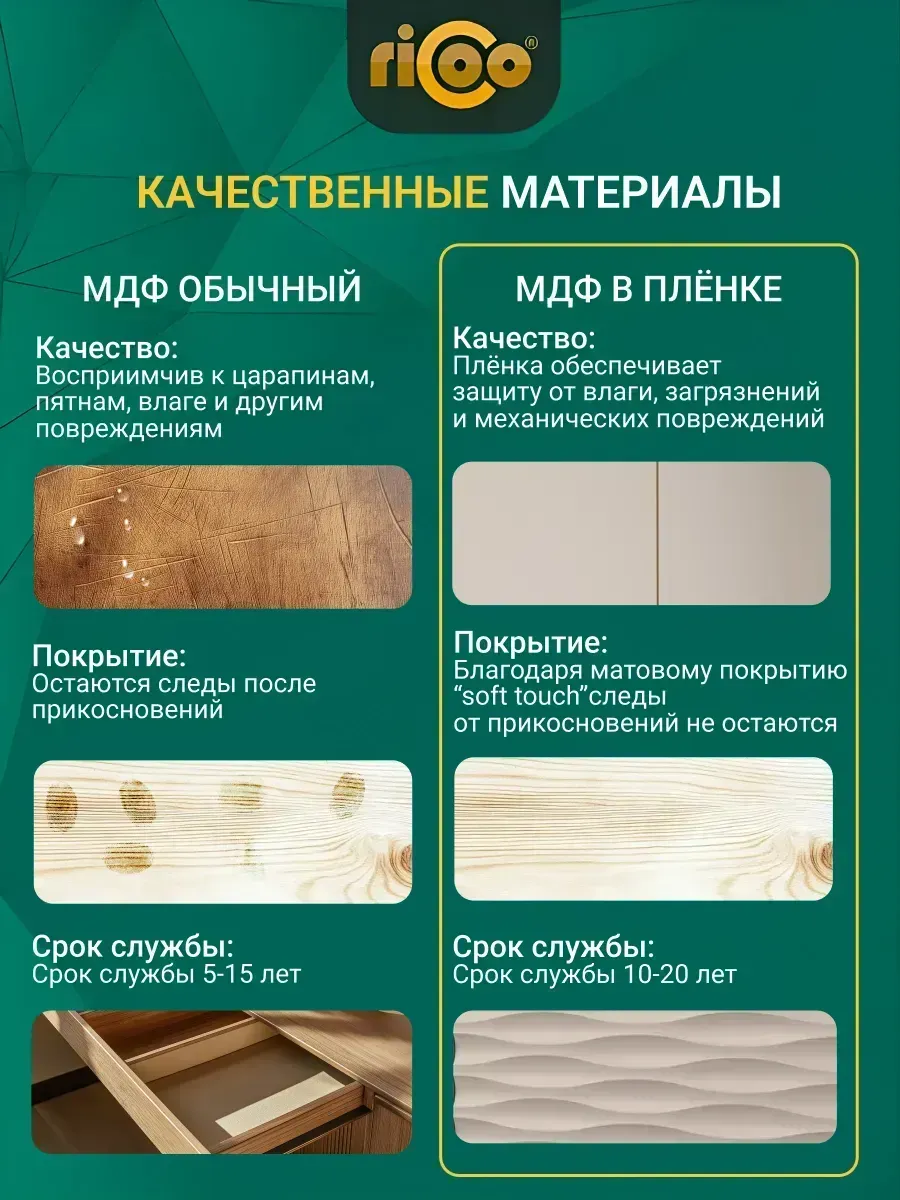 riCoo®
КАЧЕСТВЕННЫЕ МАТЕРИАЛЫ
МДФ ОБЫЧНЫЙ
Качество:
Восприимчив к царапинам,
пятнам, влаге и другим
повреждениям
Покрытие:
Остаются следы после
прикосновений
Срок службы:
Срок службы 5-15 лет
МДФ В ПЛЁНКЕ
Качество:
Плёнка обеспечивает
защиту от влаги, загрязнений
и механических повреждений
Покрытие:
Благодаря матовому покрытию
“soft touch”следы
от прикосновений не остаются
Срок службы:
Срок службы 10-20 лет